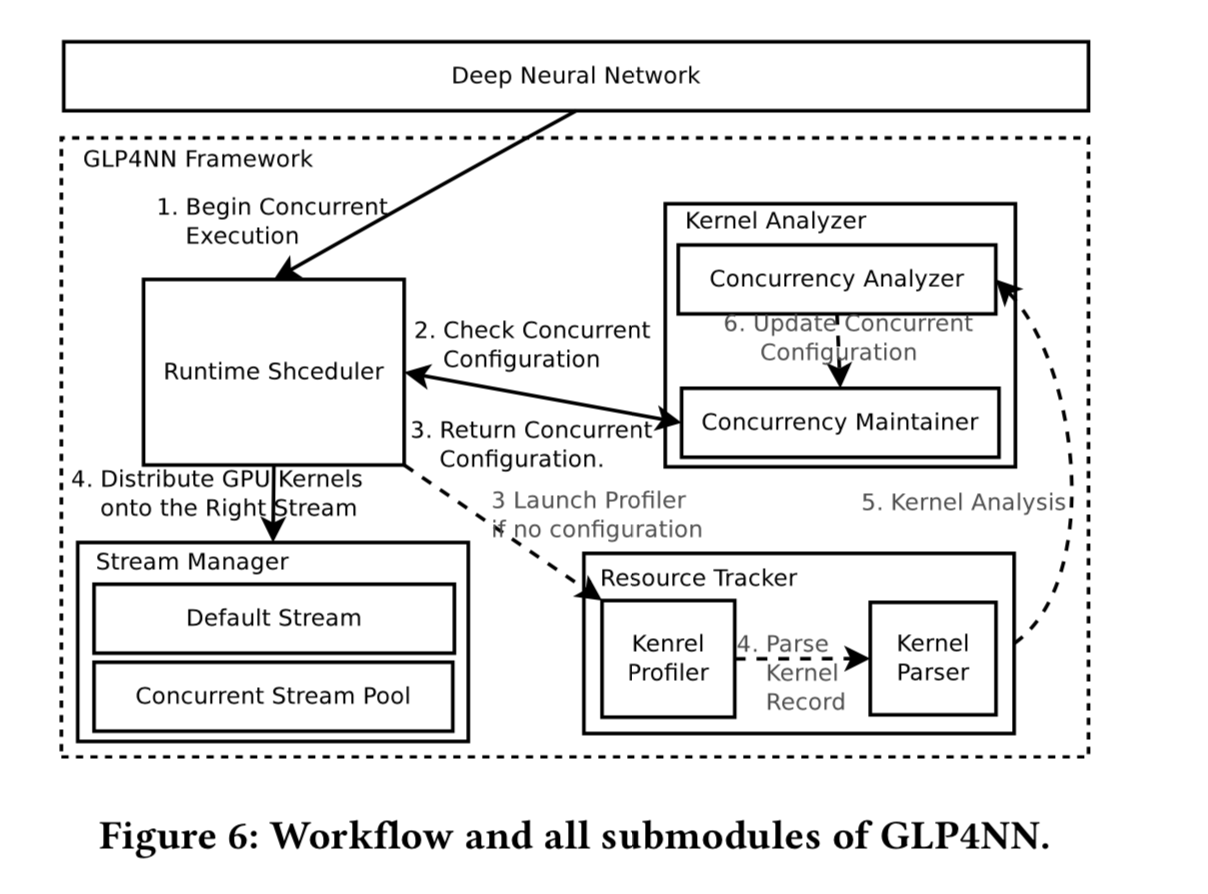 Deep Neural Network
GLP4NN Framework
1. Begin Concurrent
Execution
Kernel Analyzer
Concurrency Analyzer
6. Update Concurrent
Configuration
Concurrency Maintainer
Runtime Shceduler
2. Check Concurrent
Configuration
3. Return Concurrent
Configuration.
4. Distribute GPU Kernels
onto the Right Stream
3 Launch Profiler
if no configuration
5. Kernel Analysis
Stream Manager
Default Stream
Concurrent Stream Pool
Resource Tracker
Kenrel
Profiler
4. Parse
Kernel
Record
Kernel
Parser
Figure 6: Workflow and all submodules of GLP4NN.